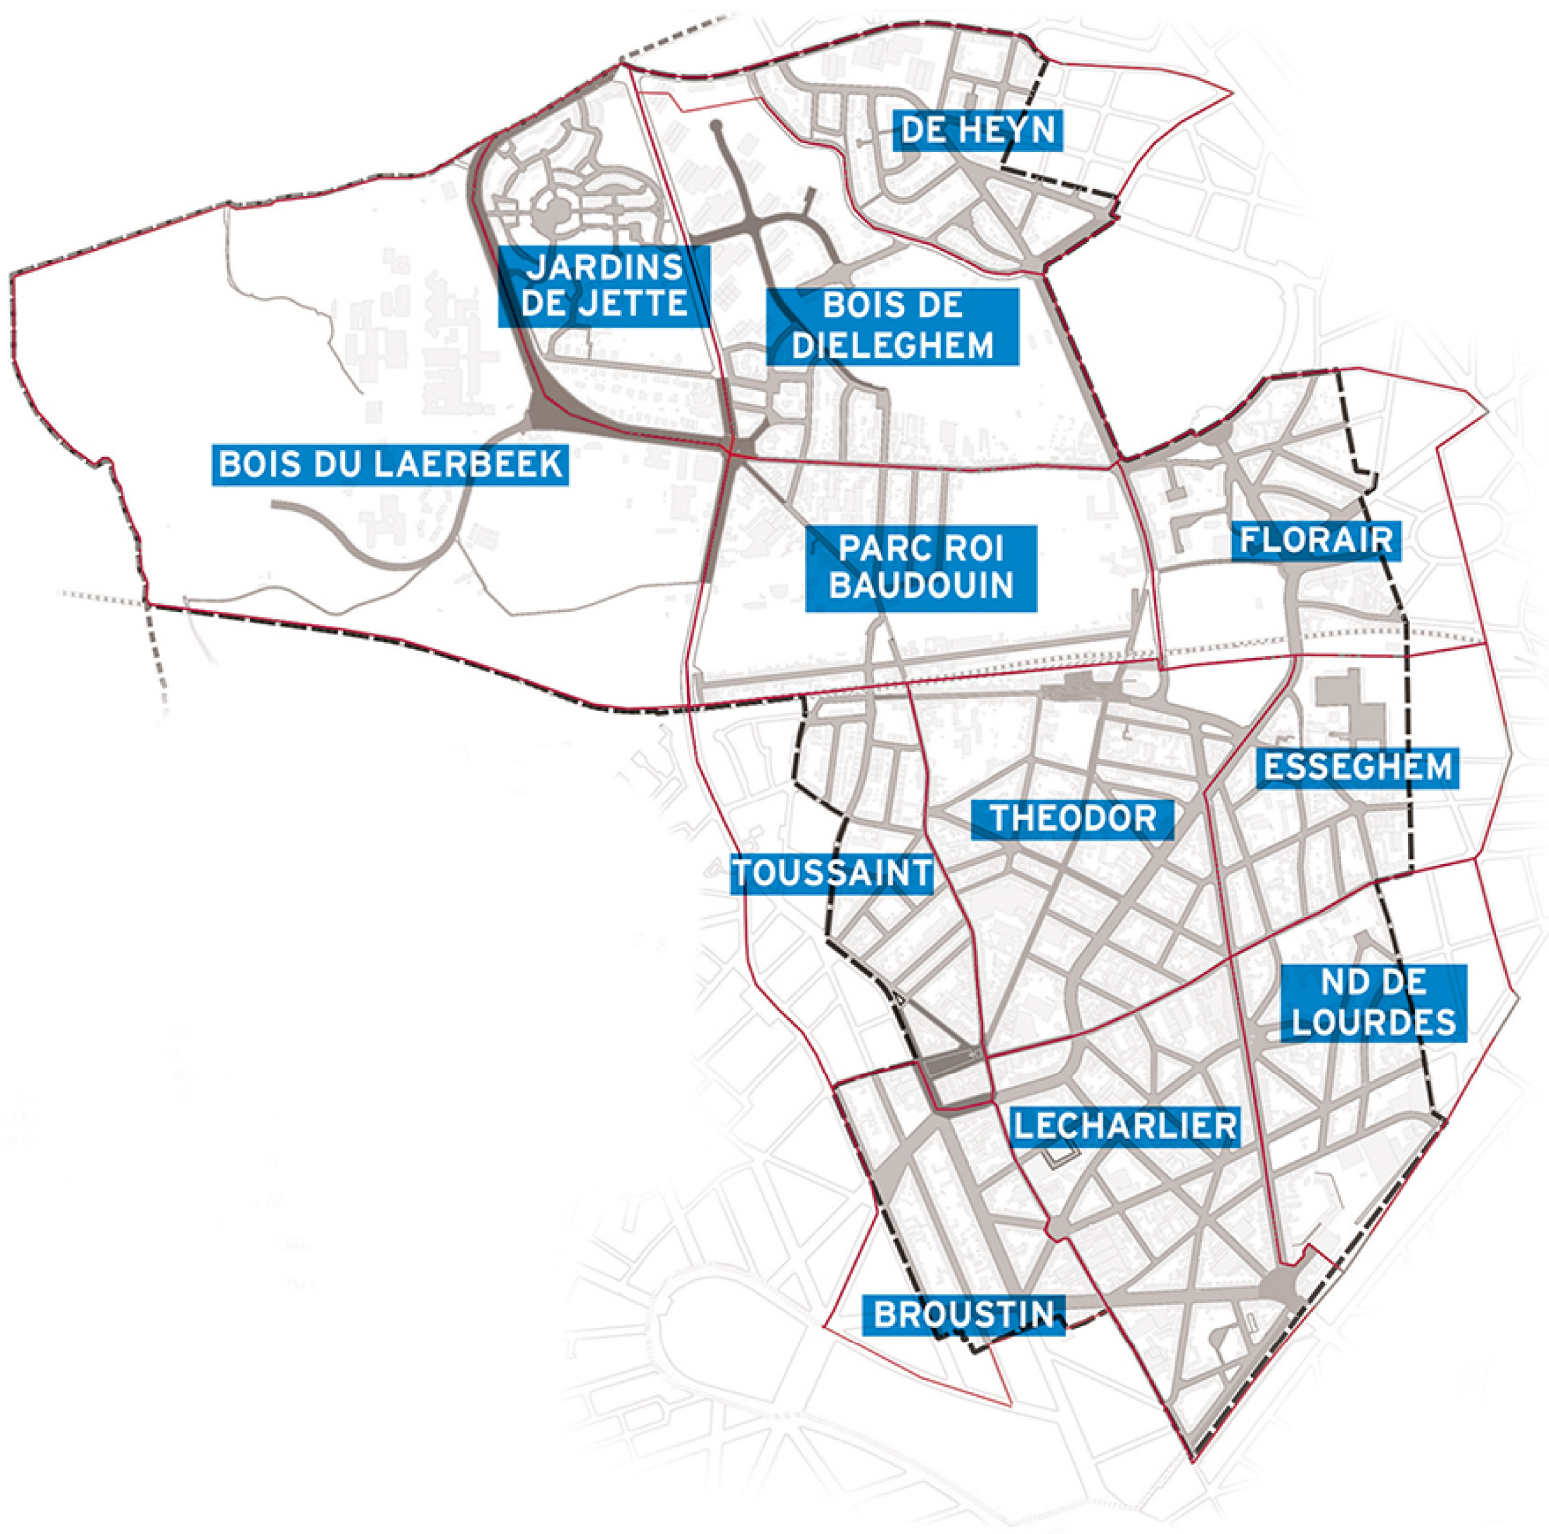 DE HEYN
JARDINS
DE JETTE
BOIS DE
DIELEGHEM
BOIS DU LAERBEEK
PARC ROI
BAUDOUIN
FLORAIR
ESSEGHEM
THEODOR
TOUSSAINT
ND DE
LOURDES
LECHARLIER
BROUSTIN